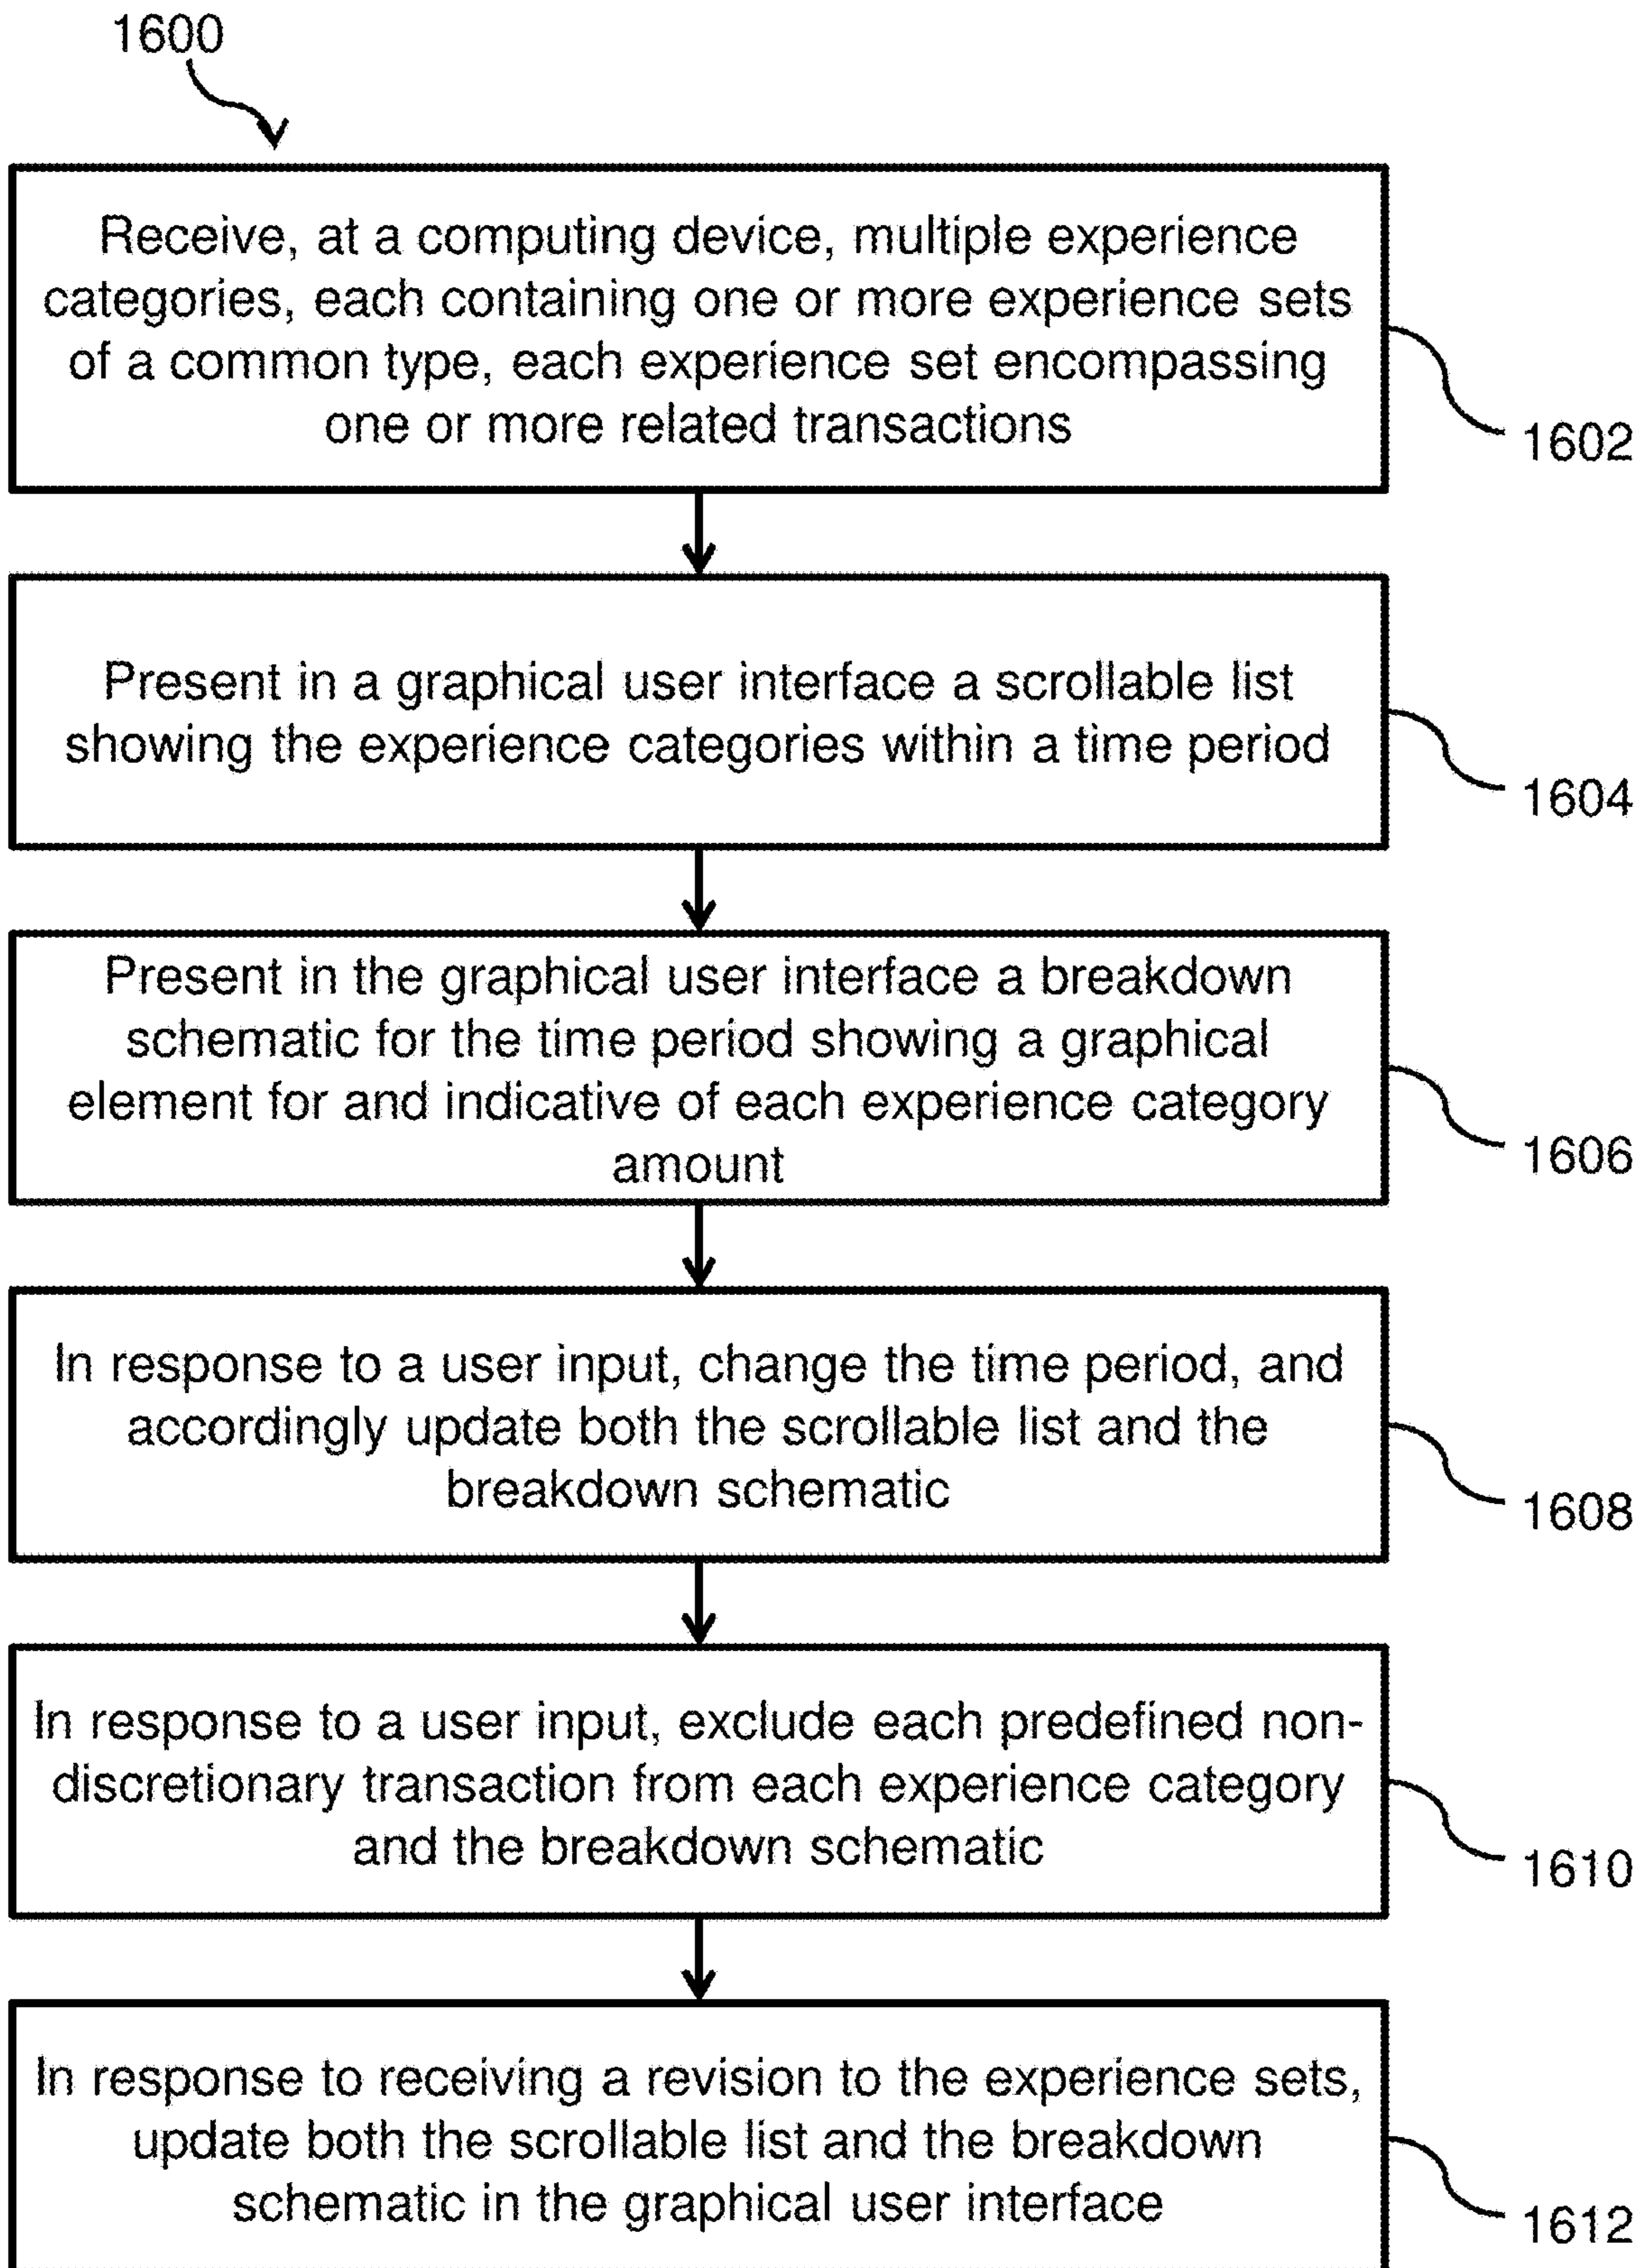 1600
Receive, at a computing device, multiple experience
categories, each containing one or more experience sets
of a common type, each experience set encompassing
one or more related transactions
1602
Present in a graphical user interface a scrollable list
showing the experience categories within a time period
1604
Present in the graphical user interface a breakdown
schematic for the time period showing a graphical
element for and indicative of each experience category
amount
1606
In response to a user input, change the time period, and
accordingly update both the scrollable list and the
breakdown schematic
1608
In response to a user input, exclude each predefined non-
discretionary transaction from each experience category
and the breakdown schematic
1610
In response to receiving a revision to the experience sets,
update both the scrollable list and the breakdown
schematic in the graphical user interface
1612